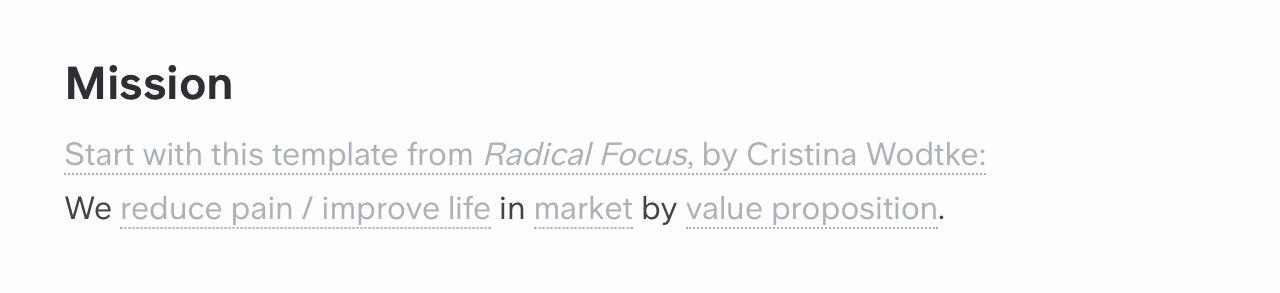 Mission
Start with this template from Radical Focus, by Cristina Wodtke:
We reduce pain / improve life in market by value proposition.